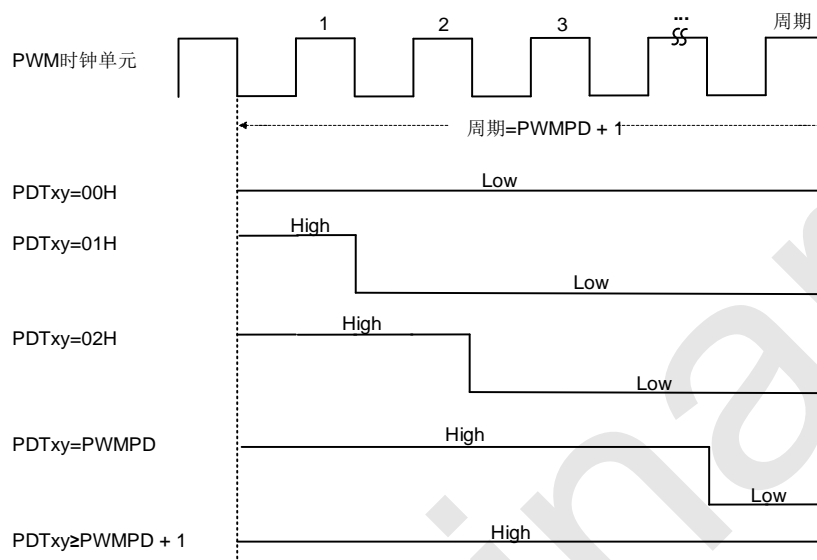 1 2 3 ... 周期
PWM时钟单元
周期=PWMPD + 1
PDTxy=00H Low
PDTxy=01H High
Low
PDTxy=02H High
Low
PDTxy=PWMPD High
Low
PDTxy≥PWMPD + 1 High